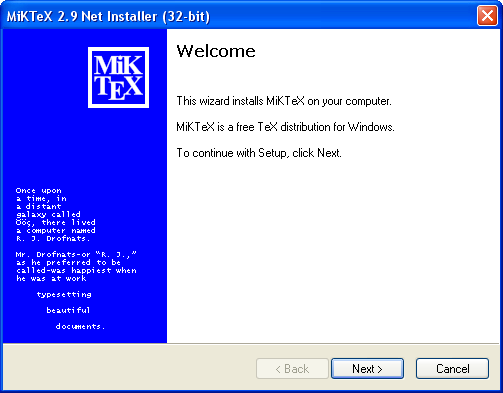 MiKTeX 2.9 Net Installer (32-bit)
MiK
TEX
Welcome
This wizard installs MiKTeX on your computer.
MiKTeX is a free TeX distribution for Windows.
To continue with Setup, click Next.
Once upon
a time, in
a distant
galaxy called
Ööç, there lived
a computer named
R. J. Drofnats.
Mr. Drofnats-or “R. J.,”
as he preferred to be
called-was happiest when
he was at work
typesetting
beautiful
documents.
< Back
Next >
Cancel